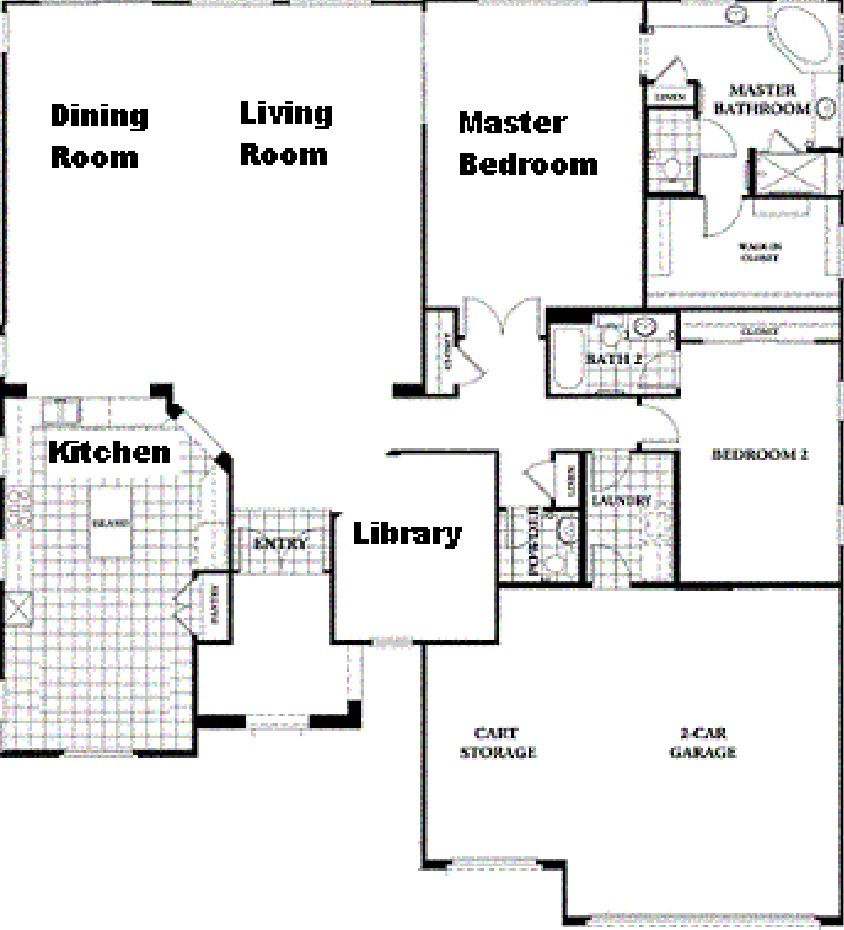 Dining
Room
Living
Room
Master
Bedroom
LINEN
MASTER
BATHROOM
WALK IN
CLOSET
CLOSET
BATH 2
CLOSET
Kitchen
ISLAND
BEDROOM 2
LINEN
LAUNDRY
ENTRY
Library
POWDER
PANTRY
CART
STORAGE
2-CAR
GARAGE